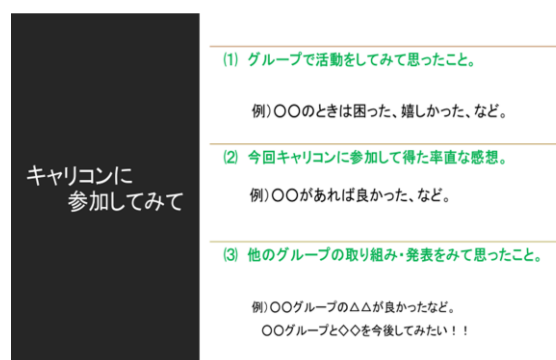 キャリコンに
参加してみて
(1) グループで活動をしてみて思ったこと。
例)〇〇のときは困った、嬉しかった、など。
(2) 今回キャリコンに参加して得た率直な感想。
例)〇〇があれば良かった、など。
(3) 他のグループの取り組み・発表をみて思ったこと。
例)〇〇グループの△△が良かったなど。
〇〇グループと◇◇を今後してみたい!!